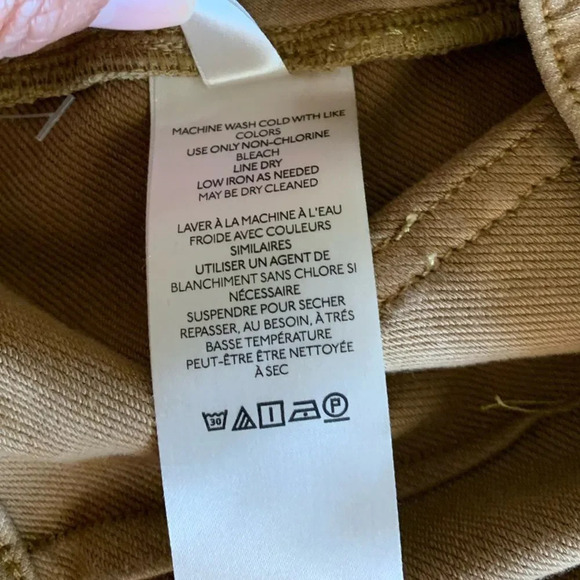 MACHINE WASH COLD WITH LIKE
COLORS
USE ONLY NON-CHLORINE
BLEACH
LINE DRY
LOW IRON AS NEEDED
MAY BE DRY CLEANED
LAVER À LA MACHINE À L'EAU
FROIDE AVEC COULEURS
SIMILAIRES
UTILISER UN AGENT DE
BLANCHIMENT SANS CHLORE SI
NÉCESSAIRE
SUSPENDRE POUR SECHER
REPASSER, AU BESOIN, À TRÉS
BASSE TEMPÉRATURE
PEUT-ÊTRE ÊTRE NETTOYÉE
À SEC
30 P